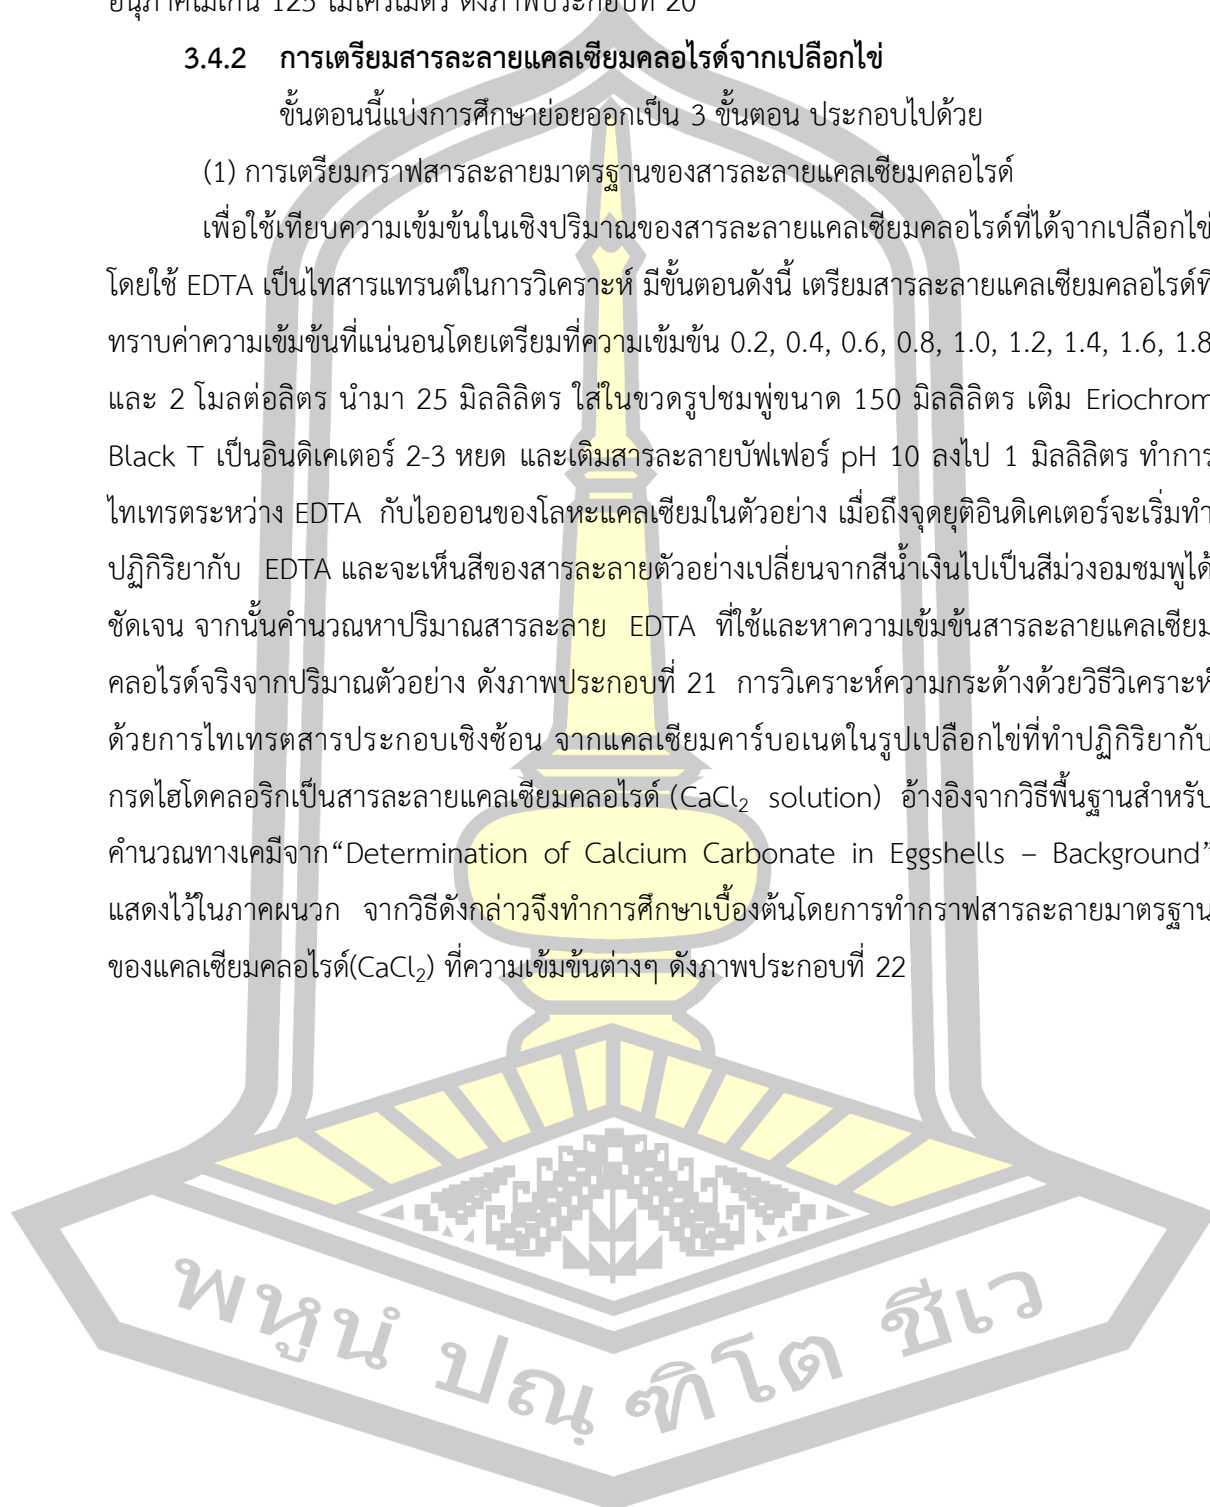 อนุภาคไม่เกิน 125 ไมโครเมตร ดังภาพประกอบที่ 20
3.4.2 การเตรียมสารละลายแคลเซียมคลอไรด์จากเปลือกไข่
ขั้นตอนนี้แบ่งการศึกษาย่อยออกเป็น 3 ขั้นตอน ประกอบไปด้วย
(1) การเตรียมกราฟสารละลายมาตรฐานของสารละลายแคลเซียมคลอไรด์
เพื่อใช้เทียบความเข้มข้นในเชิงปริมาณของสารละลายแคลเซียมคลอไรด์ที่ได้จากเปลือกไข่
โดยใช้ EDTA เป็นไทสารแทรนต์ในการวิเคราะห์ มีขั้นตอนดังนี้ เตรียมสารละลายแคลเซียมคลอไรด์ที่
ทราบค่าความเข้มข้นที่แน่นอนโดยเตรียมที่ความเข้มข้น 0.2, 0.4, 0.6, 0.8, 1.0, 1.2, 1.4, 1.6, 1.8
และ 2 โมลต่อลิตร นำมา 25 มิลลิลิตร ใส่ในขวดรูปชมพู่ขนาด 150 มิลลิลิตร เติม Eriochrom
Black T เป็นอินดิเคเตอร์ 2-3 หยด และเติมสารละลายบัฟเฟอร์ pH 10 ลงไป 1 มิลลิลิตร ทำการ
ไทเทรตระหว่าง EDTA กับไอออนของโลหะแคลเซียมในตัวอย่าง เมื่อถึงจุดยุติอินดิเคเตอร์จะเริ่มทำ
ปฏิกิริยากับ EDTA และจะเห็นสีของสารละลายตัวอย่างเปลี่ยนจากสีน้ำเงินไปเป็นสีม่วงอมชมพูได้
ชัดเจน จากนั้นคำนวณหาปริมาณสารละลาย EDTA ที่ใช้และหาความเข้มข้นสารละลายแคลเซียม
คลอไรด์จริงจากปริมาณตัวอย่าง ดังภาพประกอบที่ 21 การวิเคราะห์ความกระด้างด้วยวิธีวิเคราะห์
ด้วยการไทเทรตสารประกอบเชิงซ้อน จากแคลเซียมคาร์บอเนตในรูปเปลือกไข่ที่ทำปฏิกิริยากับ
กรดไฮโดคลอริกเป็นสารละลายแคลเซียมคลอไรด์ (CaCl₂ solution) อ้างอิงจากวิธีพื้นฐานสำหรับ
คำนวณทางเคมีจาก“Determination of Calcium Carbonate in Eggshells – Background”
แสดงไว้ในภาคผนวก จากวิธีดังกล่าวจึงทำการศึกษาเบื้องต้นโดยการทำกราฟสารละลายมาตรฐาน
ของแคลเซียมคลอไรด์(CaCl₂) ที่ความเข้มข้นต่างๆ ดังภาพประกอบที่ 22
พหูนํ ปณฺฑิโต ชีเว